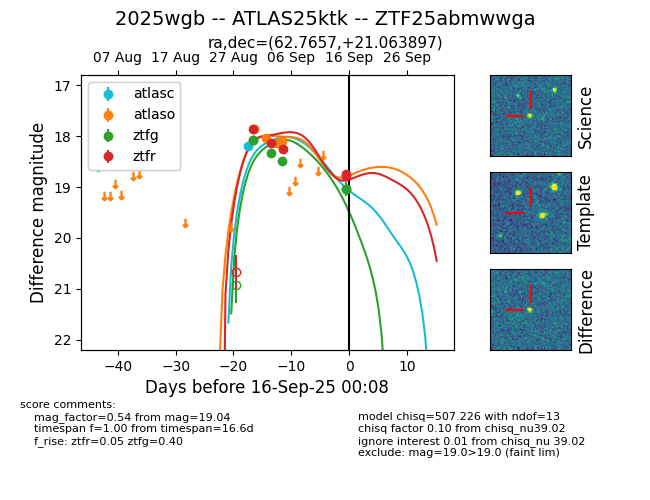 2025wgb -- ATLAS25ktk -- ZTF25abmwwga
ra,dec=(62.7657,+21.063897)
07 Aug 17 Aug 27 Aug 06 Sep 16 Sep 26 Sep
atlasc
atlaso
ztfg
ztfr
17
18
19
20
21
22
Difference magnitude
−40 −30 −20 −10 0 10
Days before 16-Sep-25 00:08
Science
Template
Difference
score comments:
mag_factor=0.54 from mag=19.04
timespan f=1.00 from timespan=16.6d
f_rise: ztfr=0.05 ztfg=0.40
model chisq=507.226 with ndof=13
chisq factor 0.10 from chisq_nu39.02
ignore interest 0.01 from chisq_nu 39.02
exclude: mag=19.0>19.0 (faint lim)